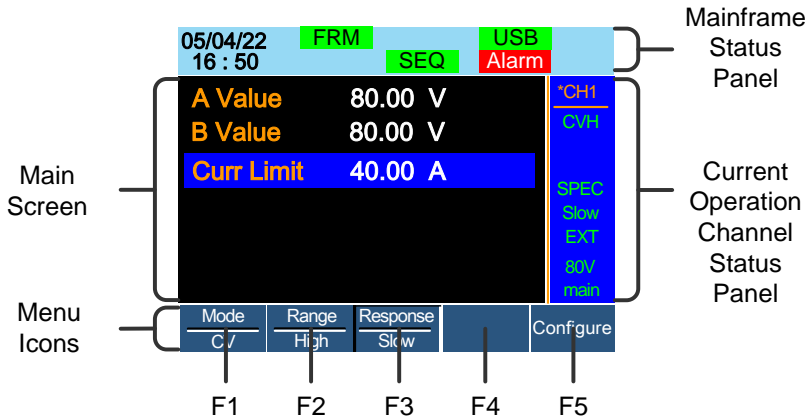 Mainframe
Status
Panel
05/04/22 FRM USB
16 : 50 SEQ Alarm
Main
Screen
A Value 80.00 V
B Value 80.00 V
Curr Limit 40.00 A
*CH1
CVH
SPEC
Slow
EXT
80V
main
Current
Operation
Channel
Status
Panel
Menu
Icons
Mode Range Response Configure
CV High Slow
F1 F2 F3 F4 F5